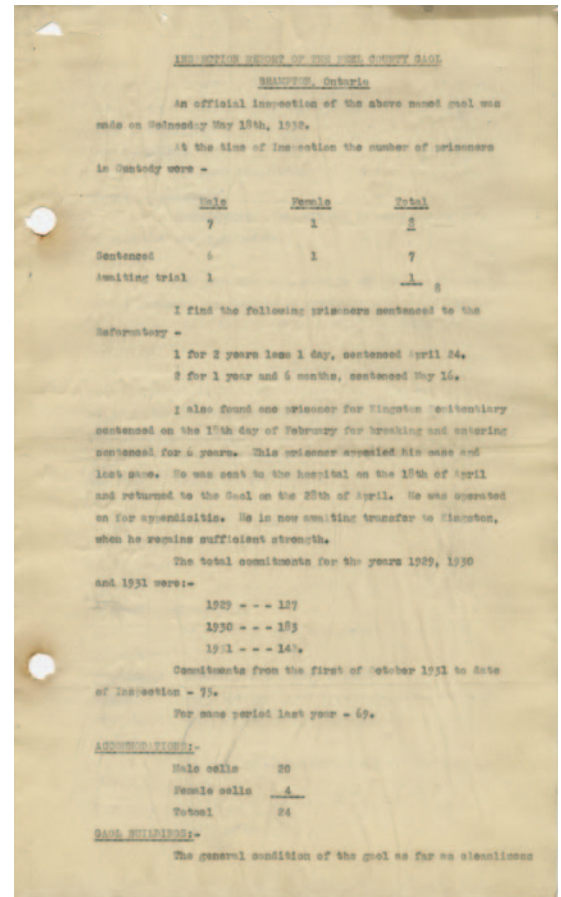 INSPECTION REPORT OF THE PEEL COUNTY GAOL
BRAMPTON, Ontario
An official inspection of the above named gaol was
made on Wednesday May 18th, 1932.
At the time of Inspection the number of prisoners
in Custody were -
Male Female Total
7 1 8
Sentenced 6 1 7
Awaiting trial 1 1
8
I find the following prisoners sentenced to the
Reformatory -
1 for 2 years less 1 day, sentenced April 24.
2 for 1 year and 6 months, sentenced May 16.
I also found one prisoner for Kingston Penitentiary
sentenced on the day of February for breaking and entering
sentenced for years. This prisoner appealed his case and
lost same. He was sent to the hospital on the 18th of April
and returned to the Gaol on the 28th of April. He was operated
on for appendicitis. He is now awaiting transfer to Kingston,
when he regains sufficient strength.
The total commitments for the years 1929, 1930
and 1931 were:-
1929 - - - 127
1930 - - - 183
1931 - - -
Commitments from the first of October 1931 to date
of Inspection - 75.
For same period last year - 69.
ACCOMMODATIONS:-
Male cells 20
Female cells 4
Total 24
GAOL BUILDINGS:-
The general condition of the gaol as far as cleanliness